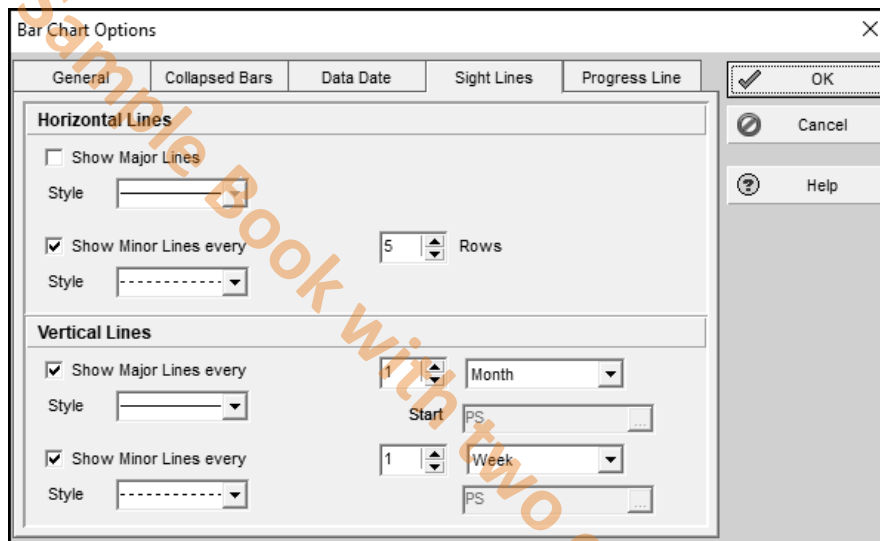 Bar Chart Options
General Collapsed Bars Data Date Sight Lines Progress Line
OK
Cancel
Help
Horizontal Lines
Show Major Lines
Style
Show Minor Lines every 5 Rows
Style
Vertical Lines
Show Major Lines every 1 Month
Style
Start PS ...
Show Minor Lines every 1 Week
Style
PS ...
Sample Book with two